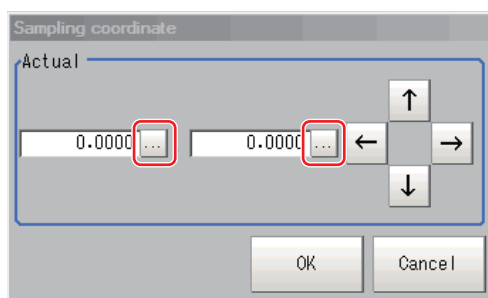 Sampling coordinate
Actual
↑
0.0000 ... 0.0000 ... ← →
↓
OK Cancel